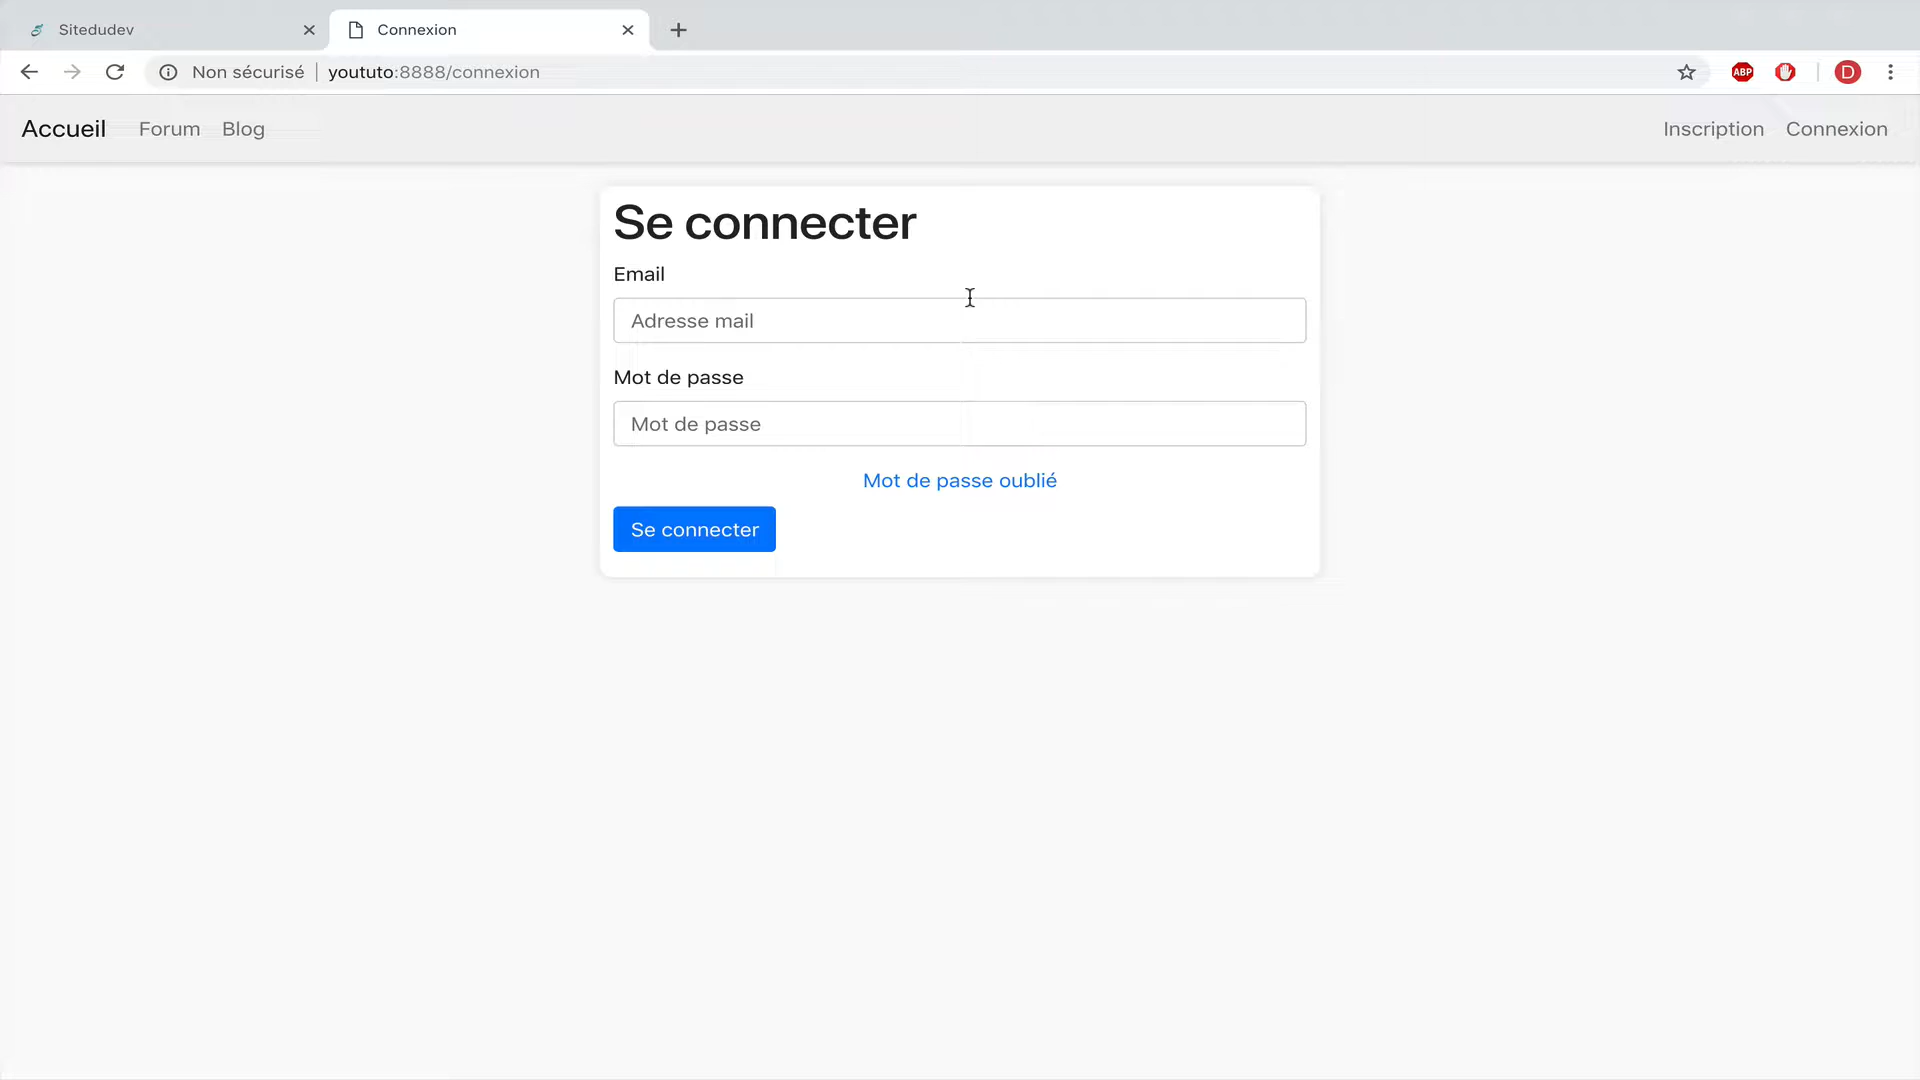 Sitedudev
Connexion
Non sécurisé
yoututo:8888/connexion
ABP
D
Accueil
Forum
Blog
Inscription
Connexion
Se connecter
Email
Adresse mail
Mot de passe
Mot de passe
Mot de passe oublié
Se connecter